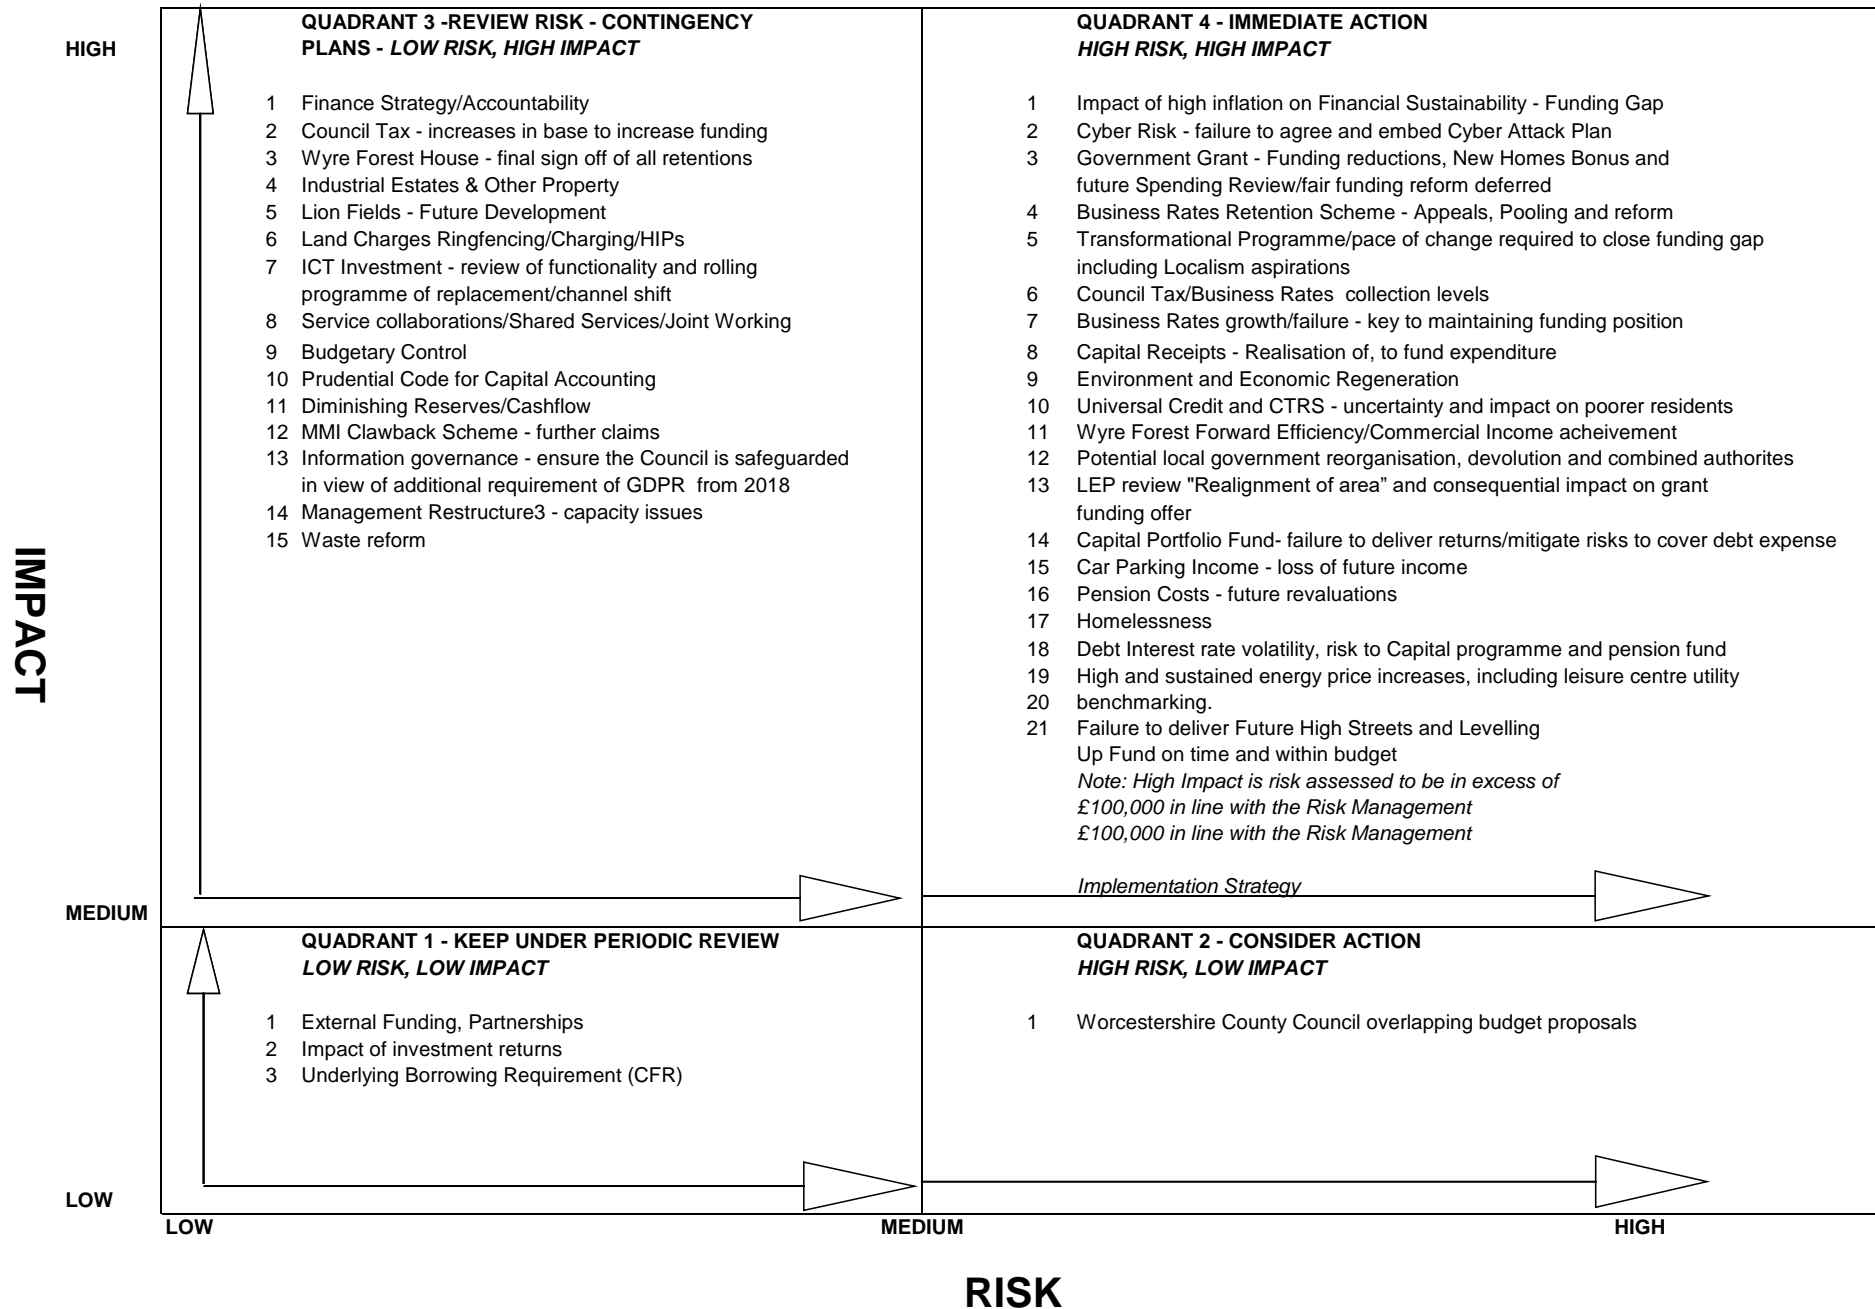 HIGH
QUADRANT 3 -REVIEW RISK - CONTINGENCY
PLANS - LOW RISK, HIGH IMPACT
1 Finance Strategy/Accountability
2 Council Tax - increases in base to increase funding
3 Wyre Forest House - final sign off of all retentions
4 Industrial Estates & Other Property
5 Lion Fields - Future Development
6 Land Charges Ringfencing/Charging/HIPs
7 ICT Investment - review of functionality and rolling
programme of replacement/channel shift
8 Service collaborations/Shared Services/Joint Working
9 Budgetary Control
10 Prudential Code for Capital Accounting
11 Diminishing Reserves/Cashflow
12 MMI Clawback Scheme - further claims
13 Information governance - ensure the Council is safeguarded
in view of additional requirement of GDPR from 2018
14 Management Restructure3 - capacity issues
15 Waste reform
QUADRANT 4 - IMMEDIATE ACTION
HIGH RISK, HIGH IMPACT
1 Impact of high inflation on Financial Sustainability - Funding Gap
2 Cyber Risk - failure to agree and embed Cyber Attack Plan
3 Government Grant - Funding reductions, New Homes Bonus and
future Spending Review/fair funding reform deferred
4 Business Rates Retention Scheme - Appeals, Pooling and reform
5 Transformational Programme/pace of change required to close funding gap
including Localism aspirations
6 Council Tax/Business Rates collection levels
7 Business Rates growth/failure - key to maintaining funding position
8 Capital Receipts - Realisation of, to fund expenditure
9 Environment and Economic Regeneration
10 Universal Credit and CTRS - uncertainty and impact on poorer residents
11 Wyre Forest Forward Efficiency/Commercial Income acheivement
12 Potential local government reorganisation, devolution and combined authorites
13 LEP review "Realignment of area” and consequential impact on grant
funding offer
14 Capital Portfolio Fund- failure to deliver returns/mitigate risks to cover debt expense
15 Car Parking Income - loss of future income
16 Pension Costs - future revaluations
17 Homelessness
18 Debt Interest rate volatility, risk to Capital programme and pension fund
19 High and sustained energy price increases, including leisure centre utility
20 benchmarking.
21 Failure to deliver Future High Streets and Levelling
Up Fund on time and within budget
Note: High Impact is risk assessed to be in excess of
£100,000 in line with the Risk Management
£100,000 in line with the Risk Management
Implementation Strategy
IMPACT
MEDIUM
QUADRANT 1 - KEEP UNDER PERIODIC REVIEW
LOW RISK, LOW IMPACT
1 External Funding, Partnerships
2 Impact of investment returns
3 Underlying Borrowing Requirement (CFR)
QUADRANT 2 - CONSIDER ACTION
HIGH RISK, LOW IMPACT
1 Worcestershire County Council overlapping budget proposals
LOW
LOW
MEDIUM
HIGH
RISK